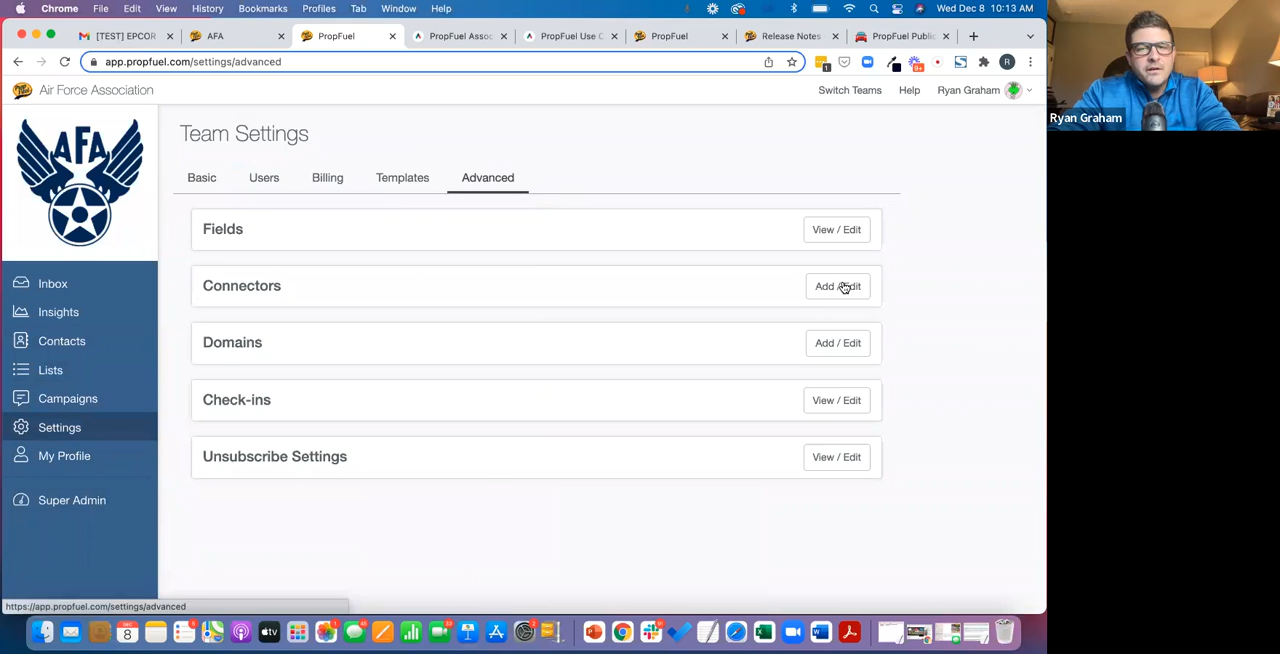 Chrome File Edit View History Bookmarks Profiles Tab Window Help Wed Dec 8 10:13 AM
[TEST] EPCOR AFA PropFuel PropFuel Assoc PropFuel Use C PropFuel Release Notes PropFuel Public
app.propfuel.com/settings/advanced
Air Force Association Switch Teams Help Ryan Graham
Ryan Graham
AFA
Team Settings
Basic Users Billing Templates Advanced
Fields View / Edit
Connectors Add / Edit
Domains Add / Edit
Check-ins View / Edit
Unsubscribe Settings View / Edit
Inbox
Insights
Contacts
Lists
Campaigns
Settings
My Profile
Super Admin
https://app.propfuel.com/settings/advanced